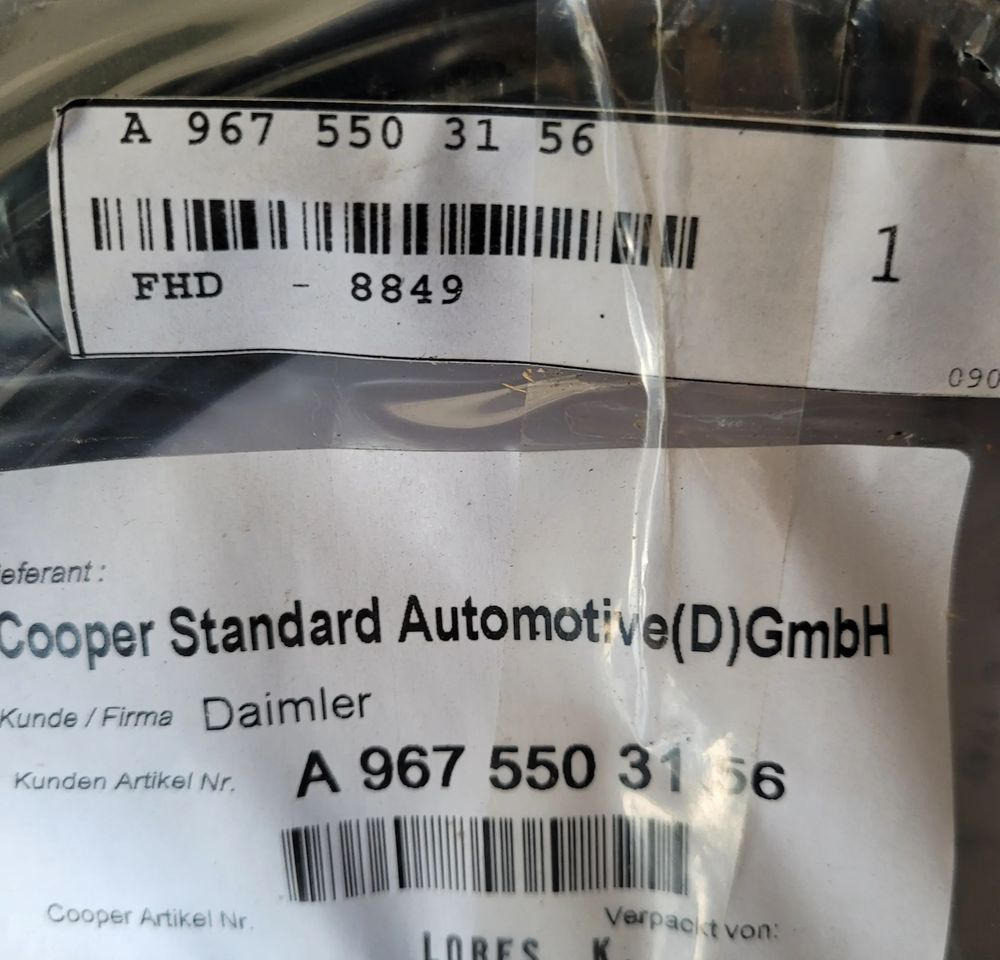 A 967 550 31 56
FHD - 8849
1
090
eferant:
Cooper Standard Automotive(D)GmbH
Kunde / Firma Daimler
Kunden Artikel Nr. A 967 550 31 56
Cooper Artikel Nr. Verpackt von:
LORES K